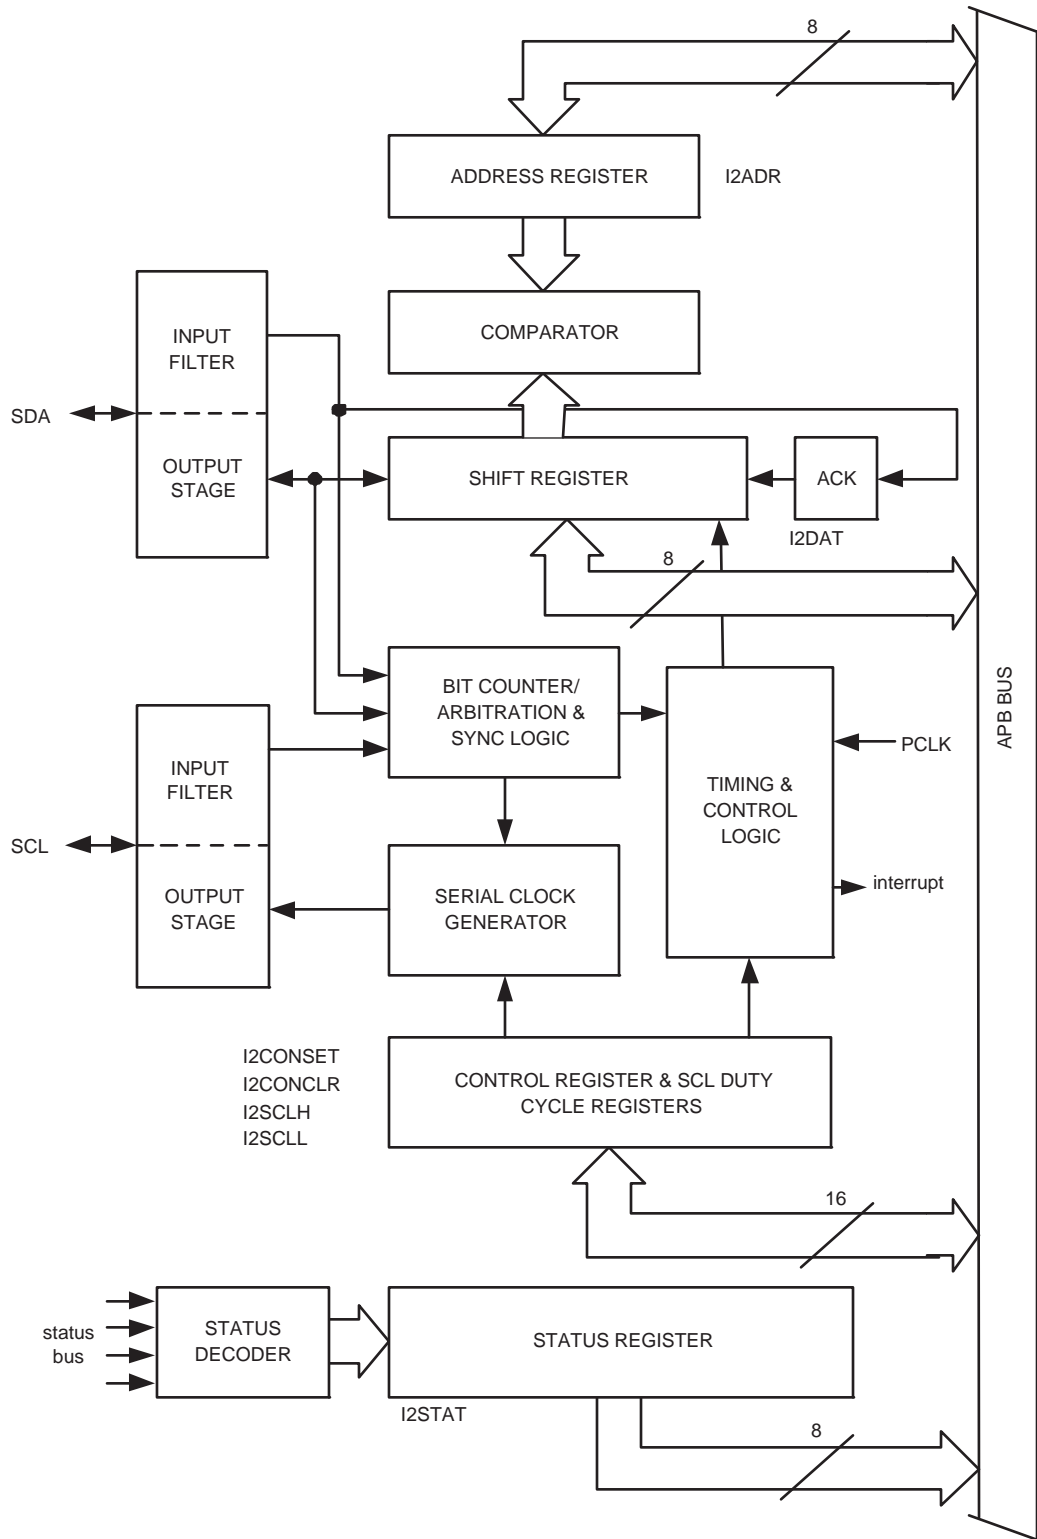 8
ADDRESS REGISTER
I2ADR
COMPARATOR
INPUT
FILTER
SDA
OUTPUT
STAGE
SHIFT REGISTER
ACK
I2DAT
8
BIT COUNTER/
ARBITRATION &
SYNC LOGIC
APB BUS
PCLK
INPUT
FILTER
TIMING &
CONTROL
LOGIC
SCL
OUTPUT
STAGE
SERIAL CLOCK
GENERATOR
interrupt
I2CONSET
I2CONCLR
I2SCLH
I2SCLL
CONTROL REGISTER & SCL DUTY
CYCLE REGISTERS
16
status
bus
STATUS
DECODER
STATUS REGISTER
I2STAT
8